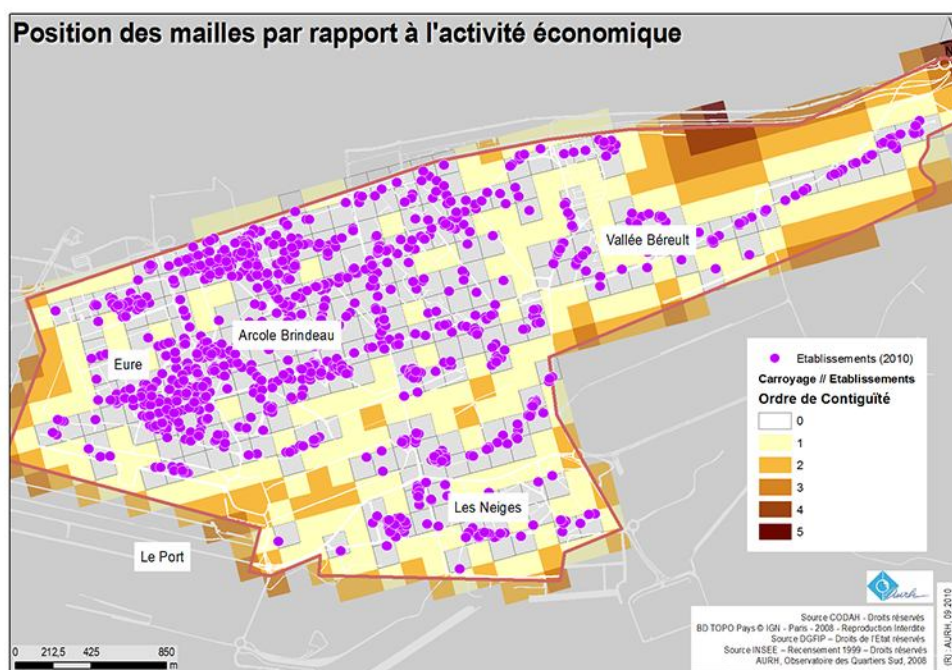 Position des mailles par rapport à l'activité économique
N
Vallée Béreult
Arcole Brindeau
Eure
Les Neiges
Le Port
Etablissements (2010)
Carroyage // Etablissements
Ordre de Contiguïté
0
1
2
3
4
5
0 212,5 425 850
m
aurh
Source CODAH - Droits réservés
BD TOPO Pays © IGN - Paris - 2008 - Reproduction Interdite
Source DGFIP – Droits de l'Etat réservés
Source INSEE – Recensement 1999 – Droits réservés
AURH, Observatoire des Quartiers Sud, 2008
AURH, 09.2010